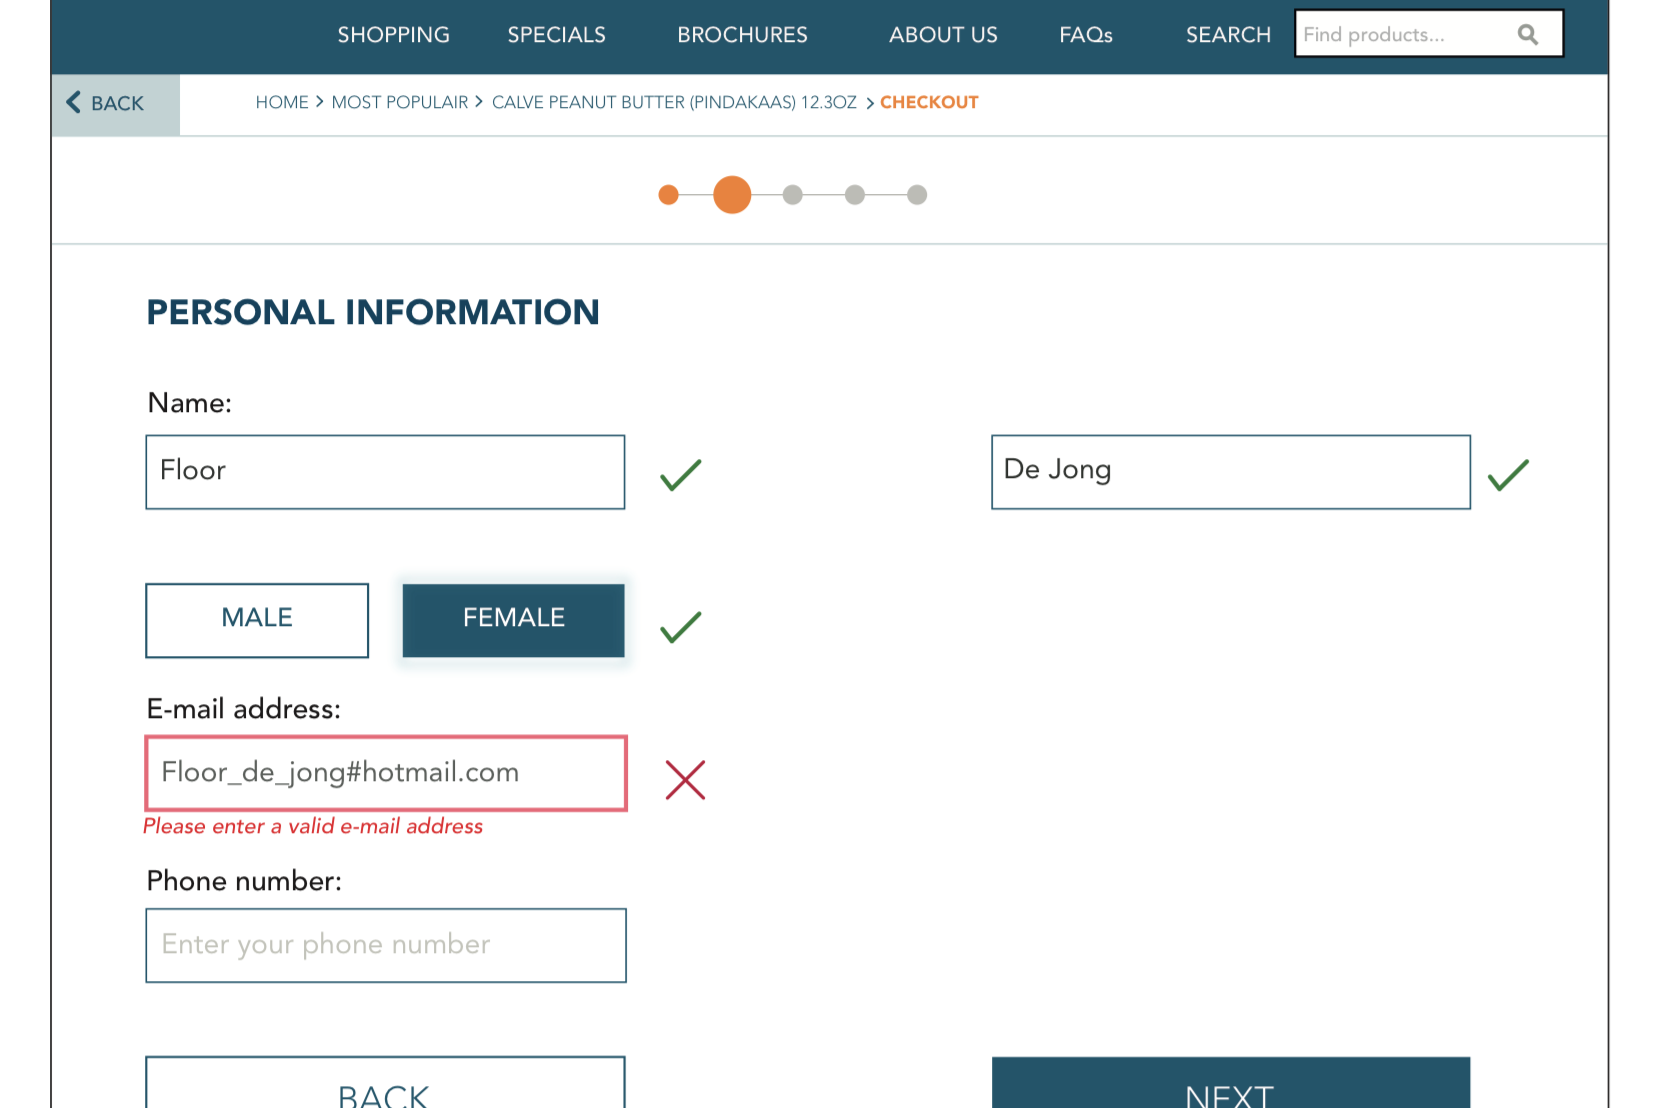 SHOPPING SPECIALS BROCHURES ABOUT US FAQs SEARCH Find products...
BACK HOME > MOST POPULAIR > CALVE PEANUT BUTTER (PINDAKAAS) 12.3OZ > CHECKOUT
PERSONAL INFORMATION
Name:
Floor De Jong
MALE FEMALE
E-mail address:
Floor_de_jong#hotmail.com
Please enter a valid e-mail address
Phone number:
Enter your phone number
BACK NEXT